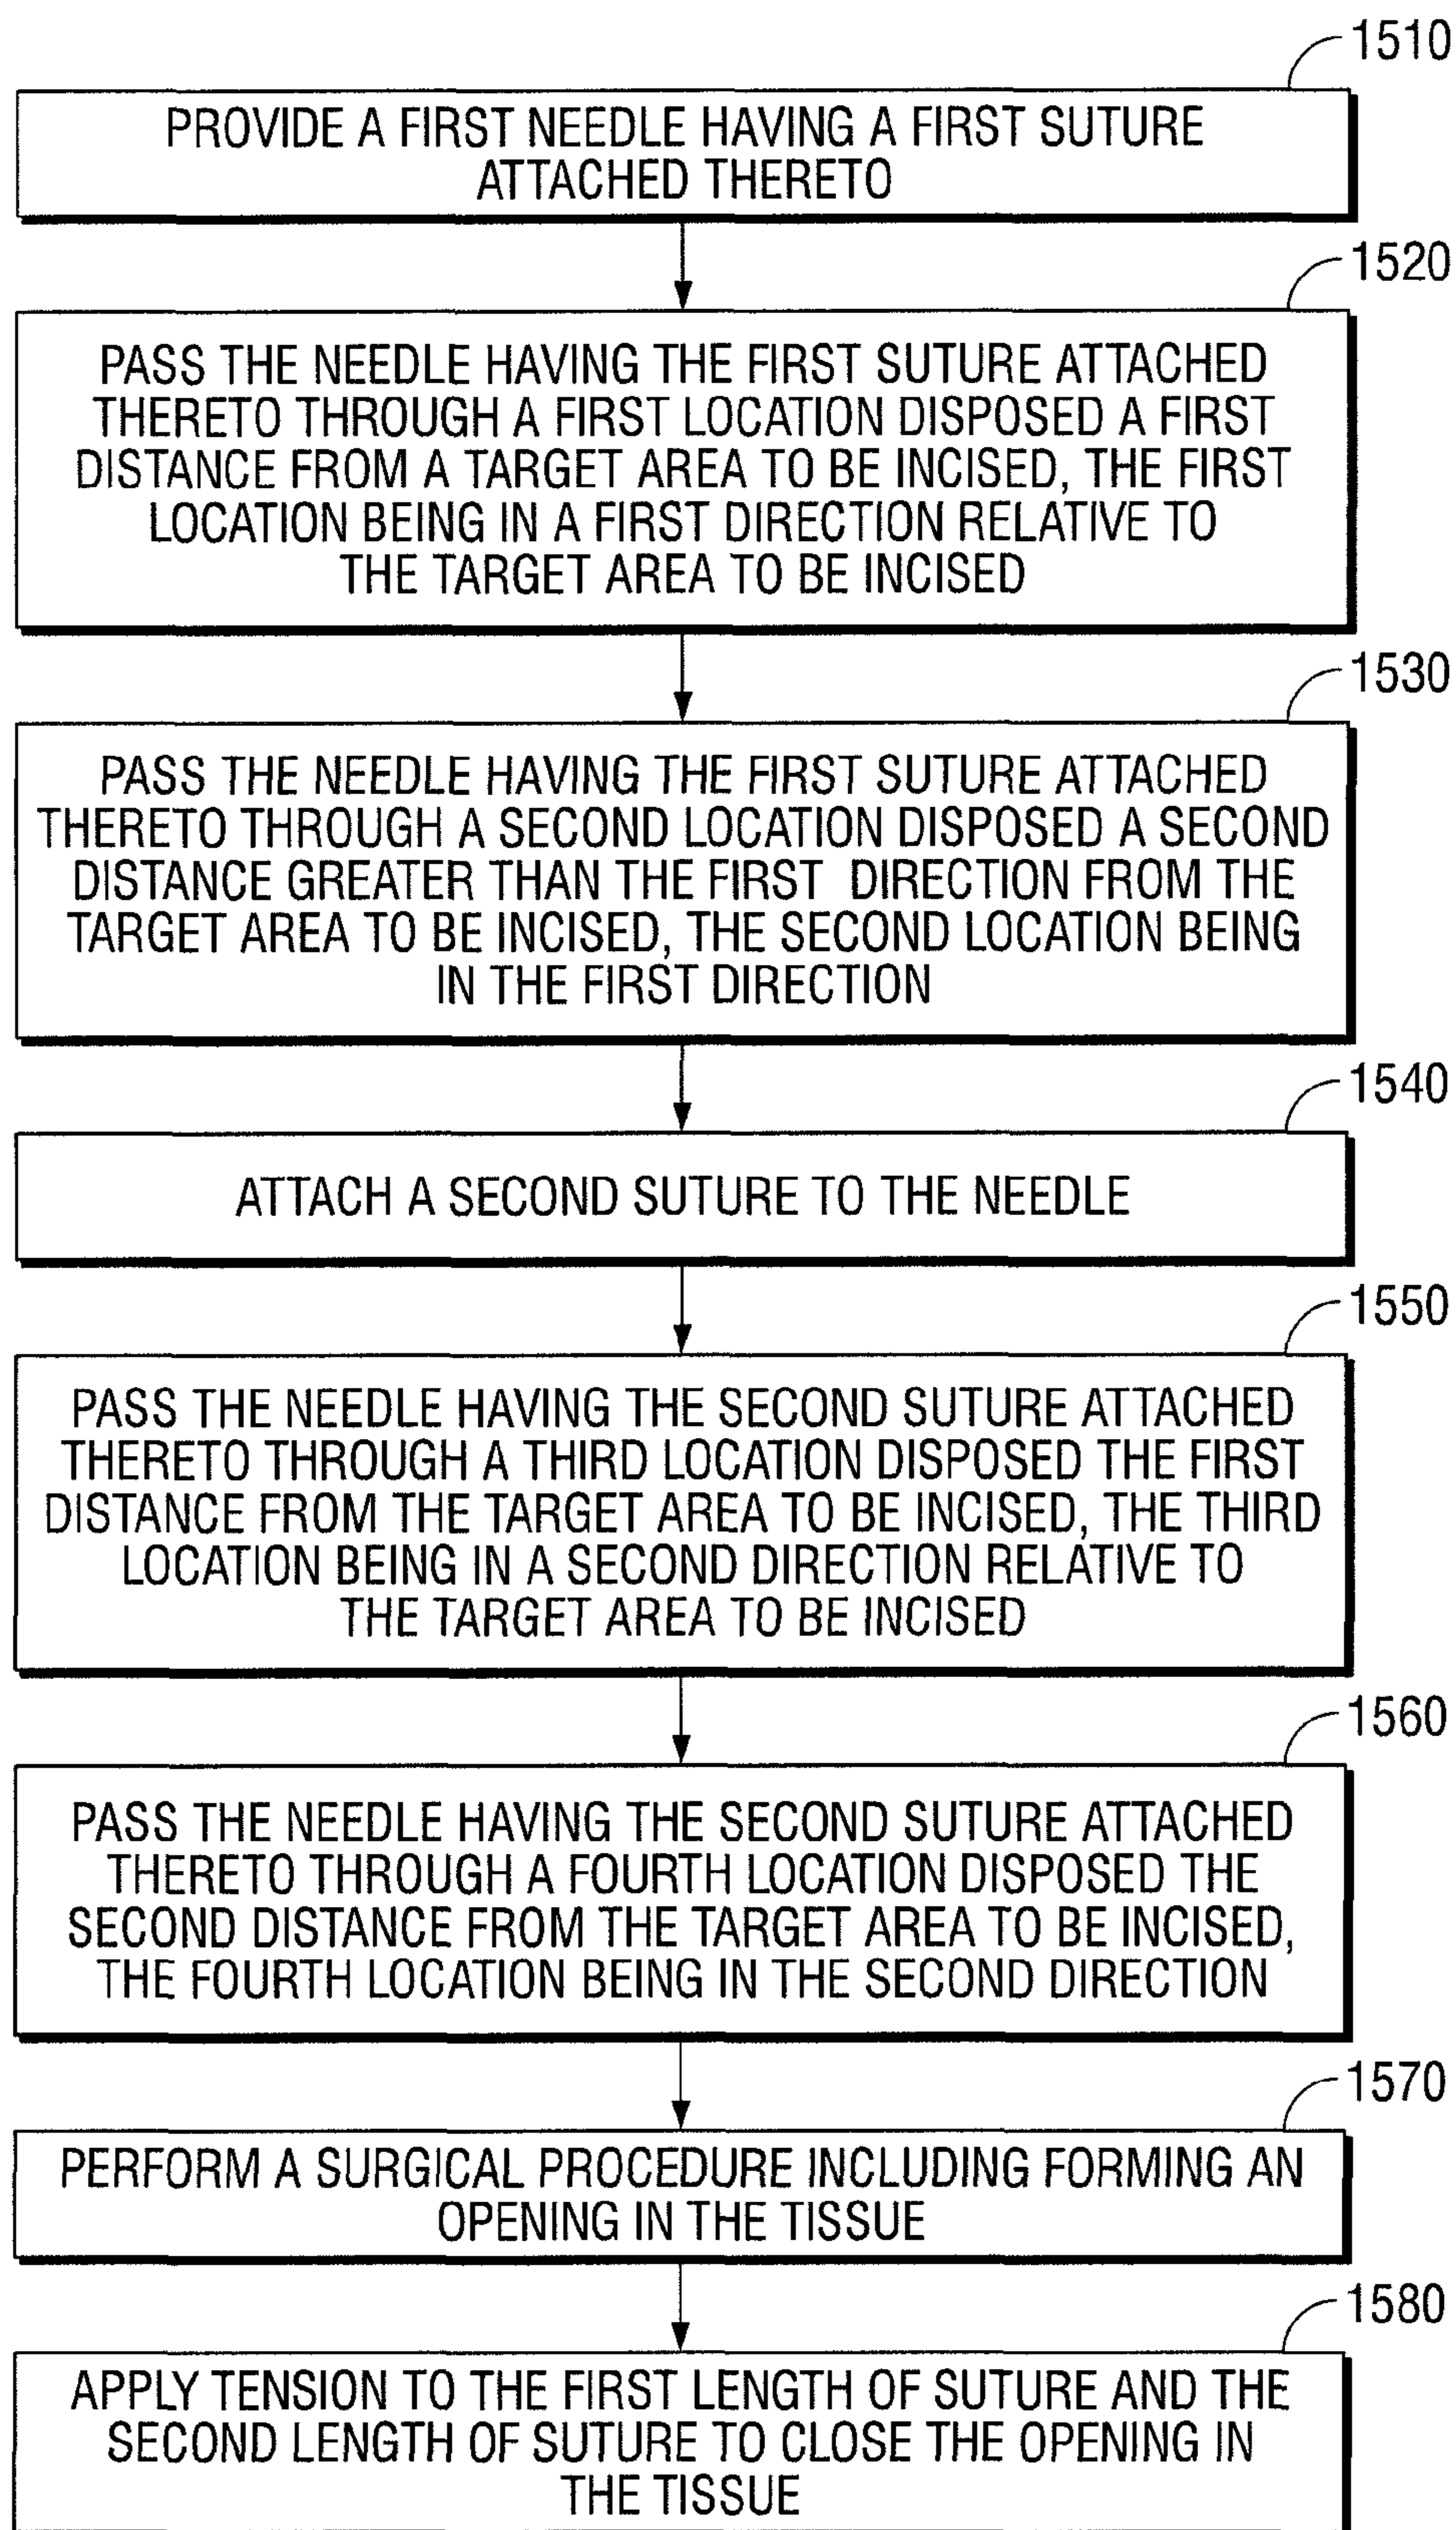 1510
PROVIDE A FIRST NEEDLE HAVING A FIRST SUTURE
ATTACHED THERETO
1520
PASS THE NEEDLE HAVING THE FIRST SUTURE ATTACHED
THERETO THROUGH A FIRST LOCATION DISPOSED A FIRST
DISTANCE FROM A TARGET AREA TO BE INCISED, THE FIRST
LOCATION BEING IN A FIRST DIRECTION RELATIVE TO
THE TARGET AREA TO BE INCISED
1530
PASS THE NEEDLE HAVING THE FIRST SUTURE ATTACHED
THERETO THROUGH A SECOND LOCATION DISPOSED A SECOND
DISTANCE GREATER THAN THE FIRST DIRECTION FROM THE
TARGET AREA TO BE INCISED, THE SECOND LOCATION BEING
IN THE FIRST DIRECTION
1540
ATTACH A SECOND SUTURE TO THE NEEDLE
1550
PASS THE NEEDLE HAVING THE SECOND SUTURE ATTACHED
THERETO THROUGH A THIRD LOCATION DISPOSED THE FIRST
DISTANCE FROM THE TARGET AREA TO BE INCISED, THE THIRD
LOCATION BEING IN A SECOND DIRECTION RELATIVE TO
THE TARGET AREA TO BE INCISED
1560
PASS THE NEEDLE HAVING THE SECOND SUTURE ATTACHED
THERETO THROUGH A FOURTH LOCATION DISPOSED THE
SECOND DISTANCE FROM THE TARGET AREA TO BE INCISED,
THE FOURTH LOCATION BEING IN THE SECOND DIRECTION
1570
PERFORM A SURGICAL PROCEDURE INCLUDING FORMING AN
OPENING IN THE TISSUE
1580
APPLY TENSION TO THE FIRST LENGTH OF SUTURE AND THE
SECOND LENGTH OF SUTURE TO CLOSE THE OPENING IN
THE TISSUE